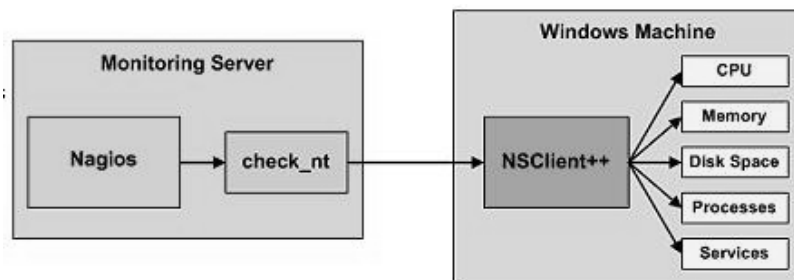 Monitoring Server
Nagios
check_nt
Windows Machine
NSClient++
CPU
Memory
Disk Space
Processes
Services